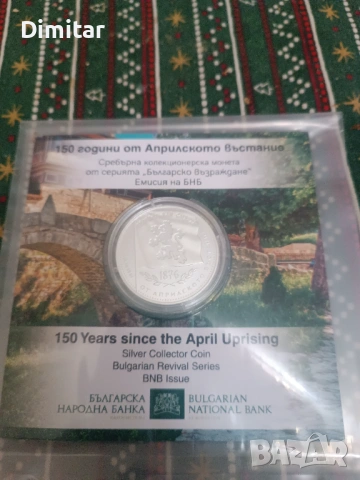 Dimitar
150 години от Априлското въстание
Сребърна колекционерска монета
от серията „Българско възраждане"
Емисия на БНБ
1876
150 Years since the April Uprising
Silver Collector Coin
Bulgarian Revival Series
BNB Issue
БЪЛГАРСКА
НАРОДНА БАНКА
BULGARIAN
NATIONAL BANK
BAZAR